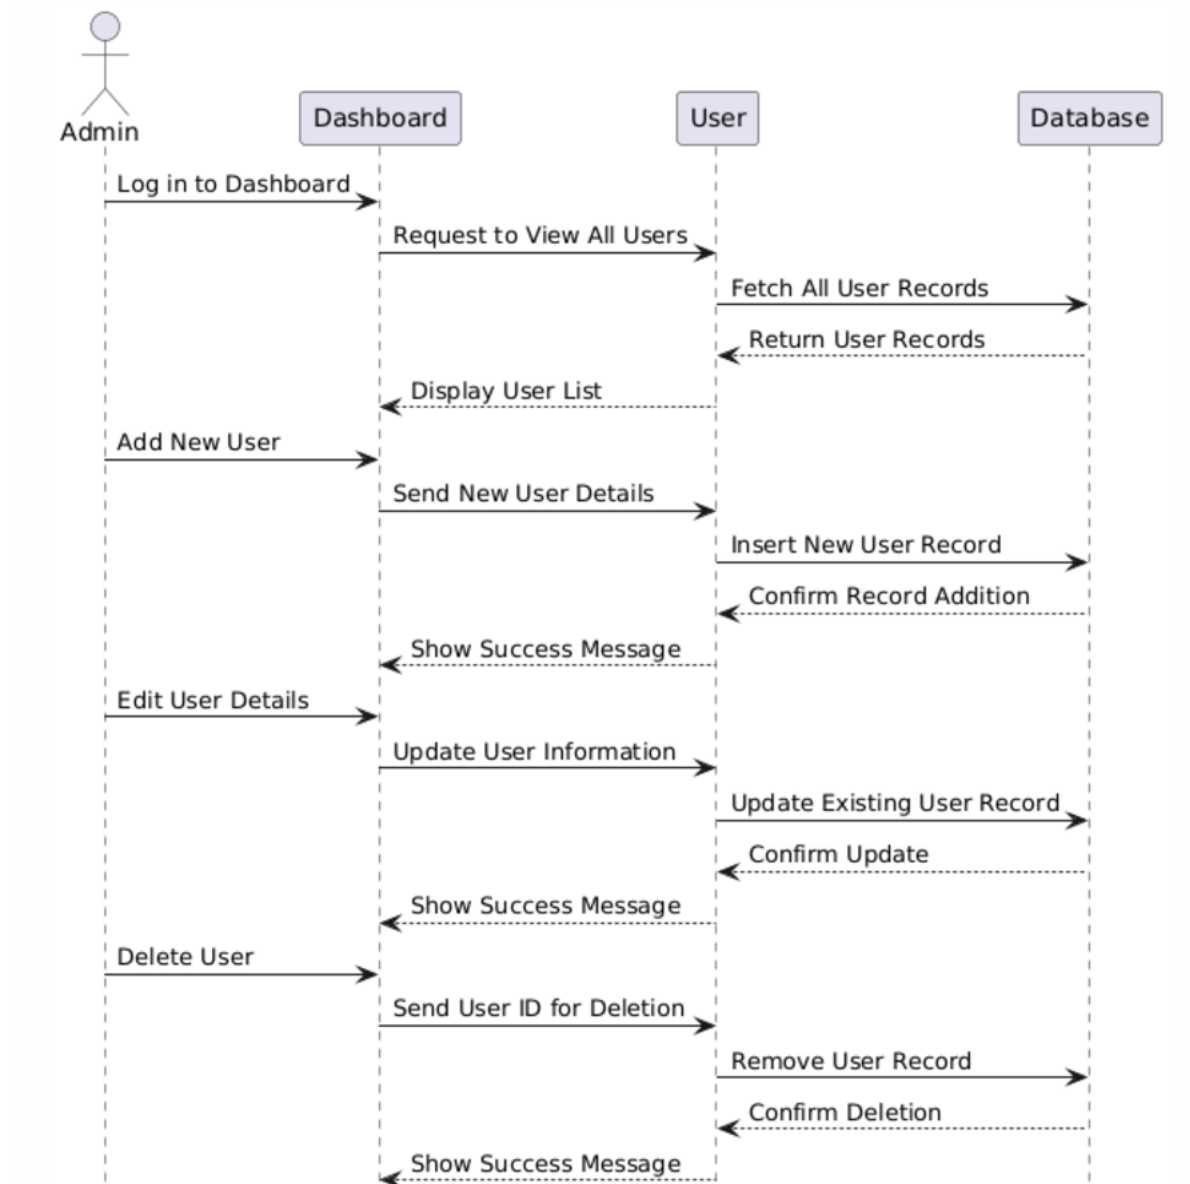 Admin
Dashboard
User
Database
Log in to Dashboard
Request to View All Users
Fetch All User Records
Return User Records
Display User List
Add New User
Send New User Details
Insert New User Record
Confirm Record Addition
Show Success Message
Edit User Details
Update User Information
Update Existing User Record
Confirm Update
Show Success Message
Delete User
Send User ID for Deletion
Remove User Record
Confirm Deletion
Show Success Message